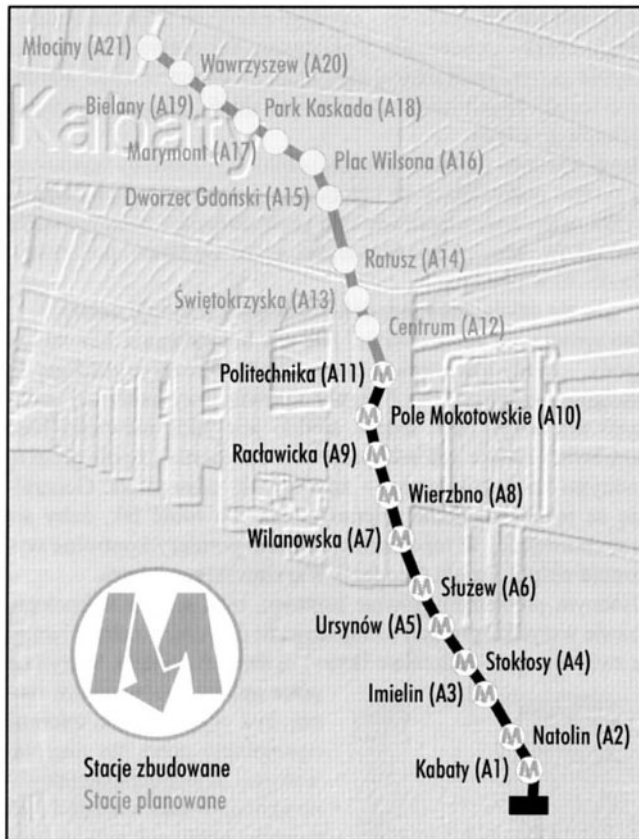 Młociny (A21)
Wawrzyszew (A20)
Bielany (A19)
Park Kaskada (A18)
Kabaty
Marymont (A17)
Plac Wilsona (A16)
Dworzec Gdański (A15)
Ratusz (A14)
Świętokrzyska (A13)
Centrum (A12)
Politechnika (A11)
Pole Mokotowskie (A10)
Racławicka (A9)
Wierzbno (A8)
Wilanowska (A7)
Służew (A6)
Ursynów (A5)
Stokłosy (A4)
Imielin (A3)
Natolin (A2)
Kabaty (A1)
M
Stacje zbudowane
Stacje planowane